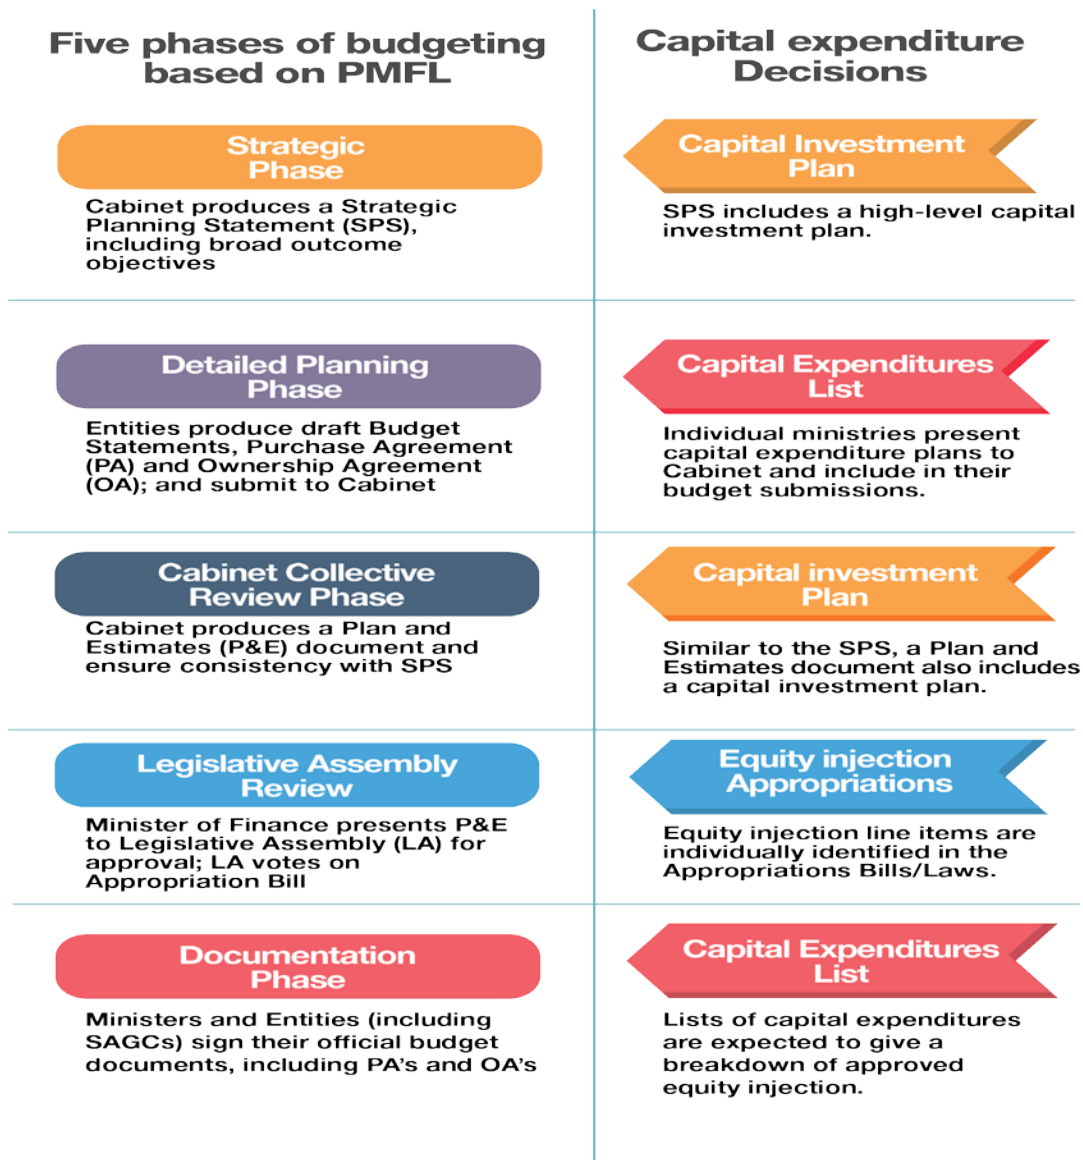 Five phases of budgeting
based on PMFL
Capital expenditure
Decisions
Strategic
Phase
Cabinet produces a Strategic
Planning Statement (SPS),
including broad outcome
objectives
Capital Investment
Plan
SPS includes a high-level capital
investment plan.
Detailed Planning
Phase
Entities produce draft Budget
Statements, Purchase Agreement
(PA) and Ownership Agreement
(OA); and submit to Cabinet
Capital Expenditures
List
Individual ministries present
capital expenditure plans to
Cabinet and include in their
budget submissions.
Cabinet Collective
Review Phase
Cabinet produces a Plan and
Estimates (P&E) document and
ensure consistency with SPS
Capital investment
Plan
Similar to the SPS, a Plan and
Estimates document also includes
a capital investment plan.
Legislative Assembly
Review
Minister of Finance presents P&E
to Legislative Assembly (LA) for
approval; LA votes on
Appropriation Bill
Equity injection
Appropriations
Equity injection line items are
individually identified in the
Appropriations Bills/Laws.
Documentation
Phase
Ministers and Entities (including
SAGCs) sign their official budget
documents, including PA's and OA's
Capital Expenditures
List
Lists of capital expenditures
are expected to give a
breakdown of approved
equity injection.